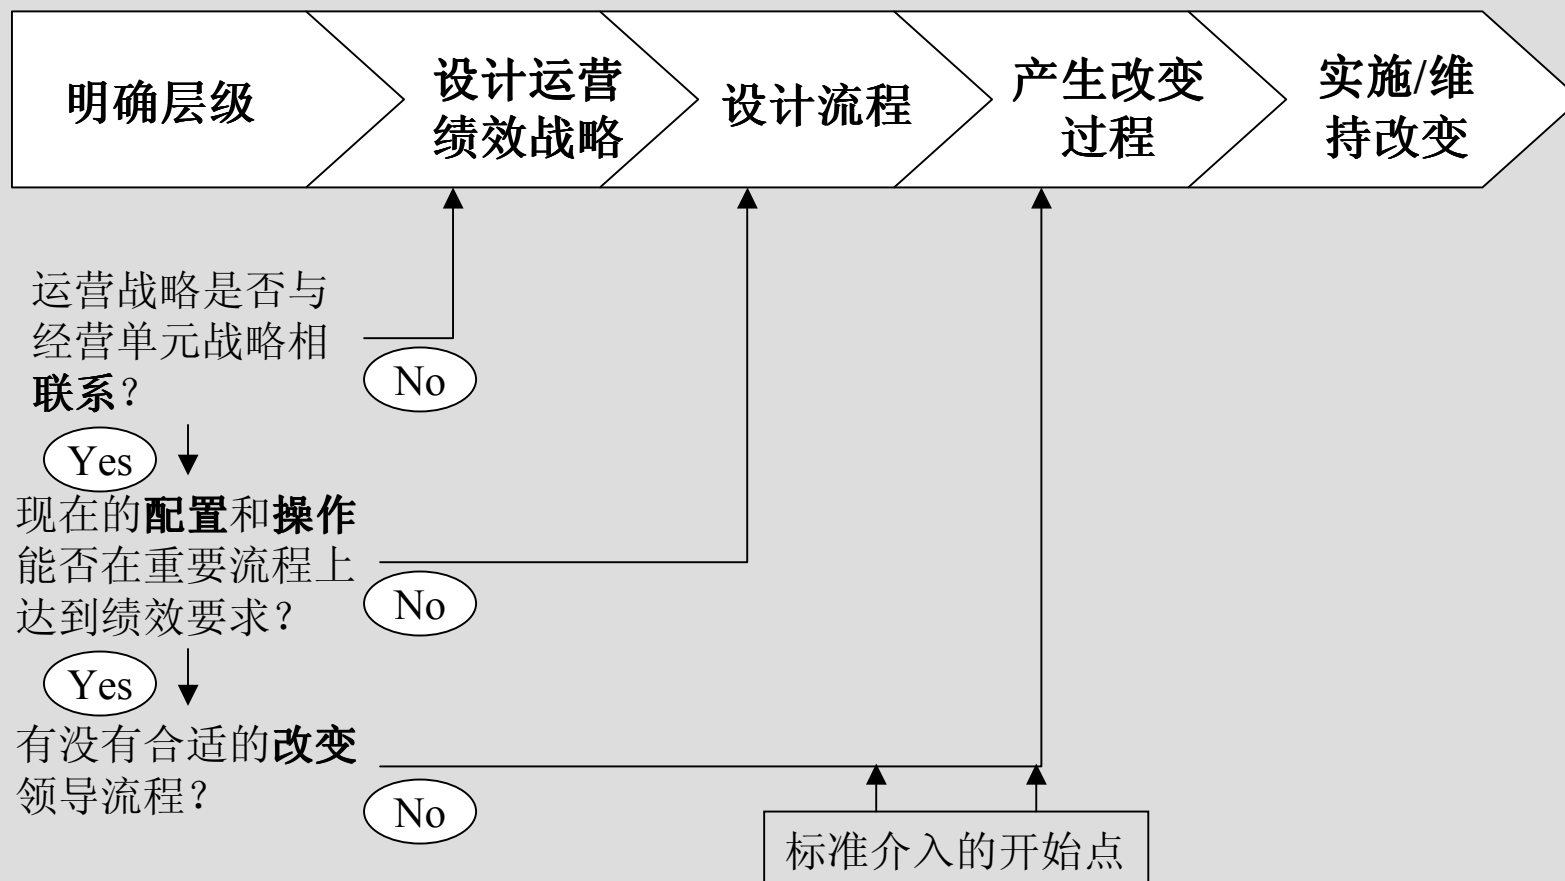 明确层级
设计运营
绩效战略
设计流程
产生改变
过程
实施/维
持改变
运营战略是否与
经营单元战略相
联系？
No
Yes
现在的配置和操作
能否在重要流程上
达到绩效要求？
No
Yes
有没有合适的改变
领导流程？
No
标准介入的开始点